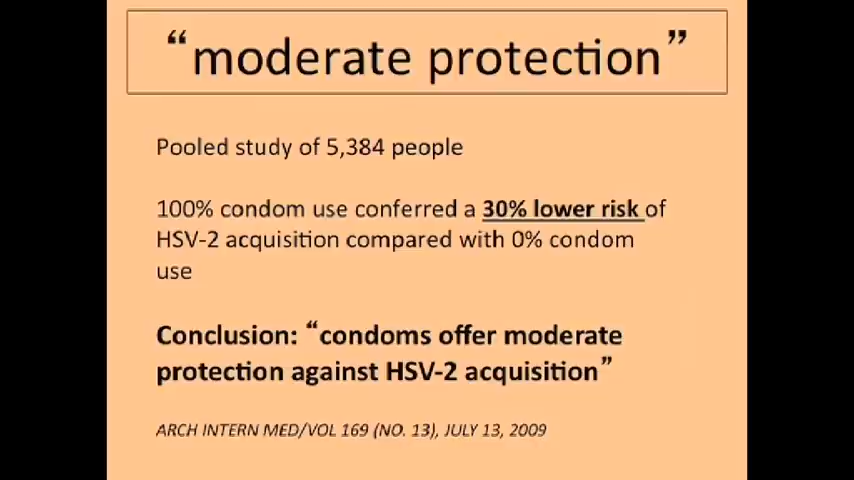 “moderate protection”
Pooled study of 5,384 people
100% condom use conferred a 30% lower risk of
HSV-2 acquisition compared with 0% condom
use
Conclusion: “condoms offer moderate
protection against HSV-2 acquisition”
ARCH INTERN MED/VOL 169 (NO. 13), JULY 13, 2009